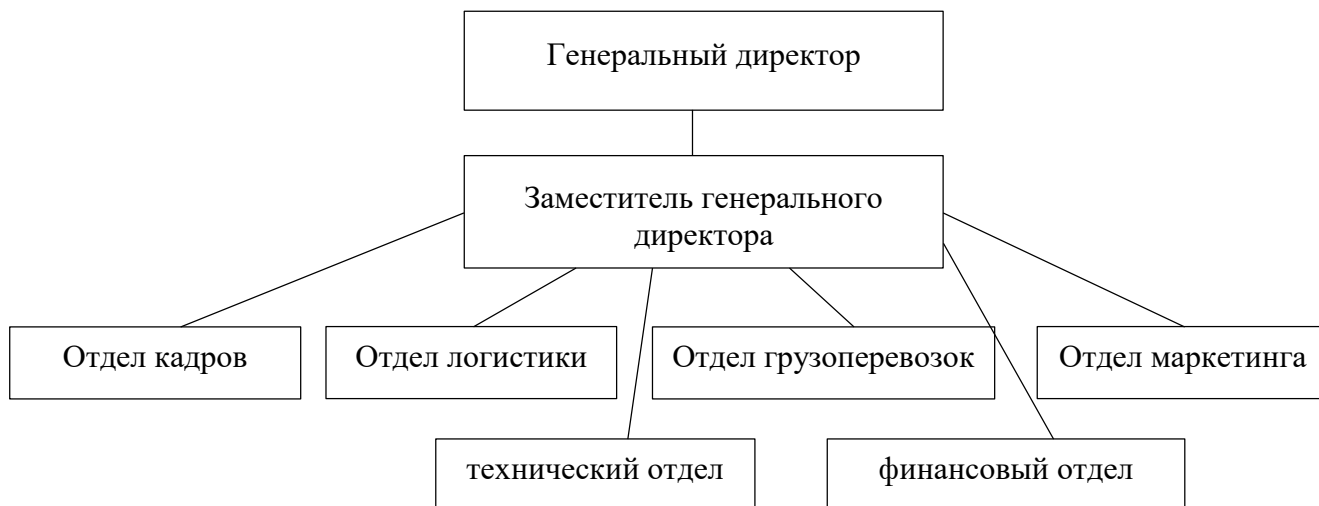 Генеральный директор
Заместитель генерального
директора
Отдел кадров
Отдел логистики
Отдел грузоперевозок
Отдел маркетинга
технический отдел
финансовый отдел